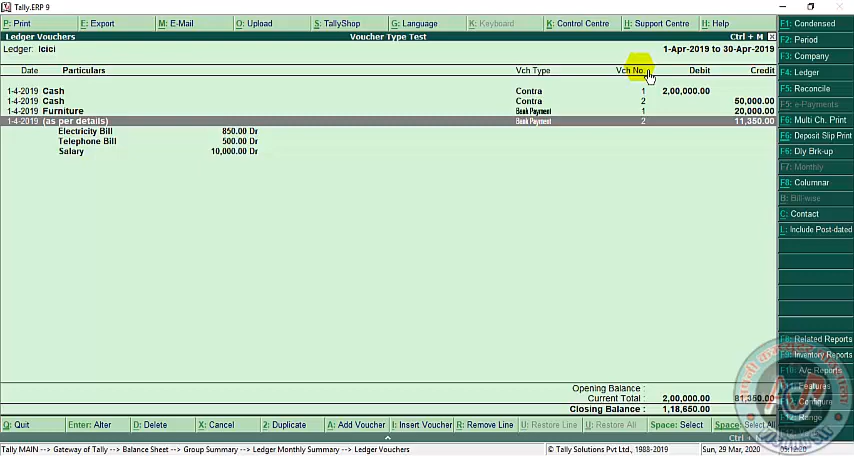 Tally.ERP 9
P: Print E: Export M: E-Mail O: Upload S: TallyShop G: Language K: Keyboard K: Control Centre H: Support Centre H: Help
F1: Condensed
Ledger Vouchers Voucher Type Test Ctrl + M
F2: Period
Ledger: Icici 1-Apr-2019 to 30-Apr-2019
F3: Company
Date Particulars Vch Type Vch No. Debit Credit
F4: Ledger
1-4-2019 Cash Contra 1 2,00,000.00
F5: Reconcile
1-4-2019 Cash Contra 2 50,000.00
F5: e-Payments
1-4-2019 Furniture Bank Payment 1 20,000.00
1-4-2019 (as per details) Bank Payment 2 11,350.00
F6: Multi Ch. Print
Electricity Bill 850.00 Dr
F6: Deposit Slip Print
Telephone Bill 500.00 Dr
Salary 10,000.00 Dr
F6: Dly Brk-up
F7: Monthly
F8: Columnar
B: Bill-wise
C: Contact
L: Include Post-dated
F8: Related Reports
F9: Inventory Reports
F10: A/c Reports
F11: Features
F12: Configure
F12: Range
Opening Balance :
Current Total : 2,00,000.00 81,350.00
Closing Balance : 1,18,650.00
Q: Quit Enter: Alter D: Delete X: Cancel 2: Duplicate A: Add Voucher I: Insert Voucher R: Remove Line U: Restore Line U: Restore All Space: Select Space: Select All
Tally MAIN --> Gateway of Tally --> Balance Sheet --> Group Summary --> Ledger Monthly Summary --> Ledger Vouchers © Tally Solutions Pvt Ltd., 1988-2019 Sun, 29 Mar, 2020